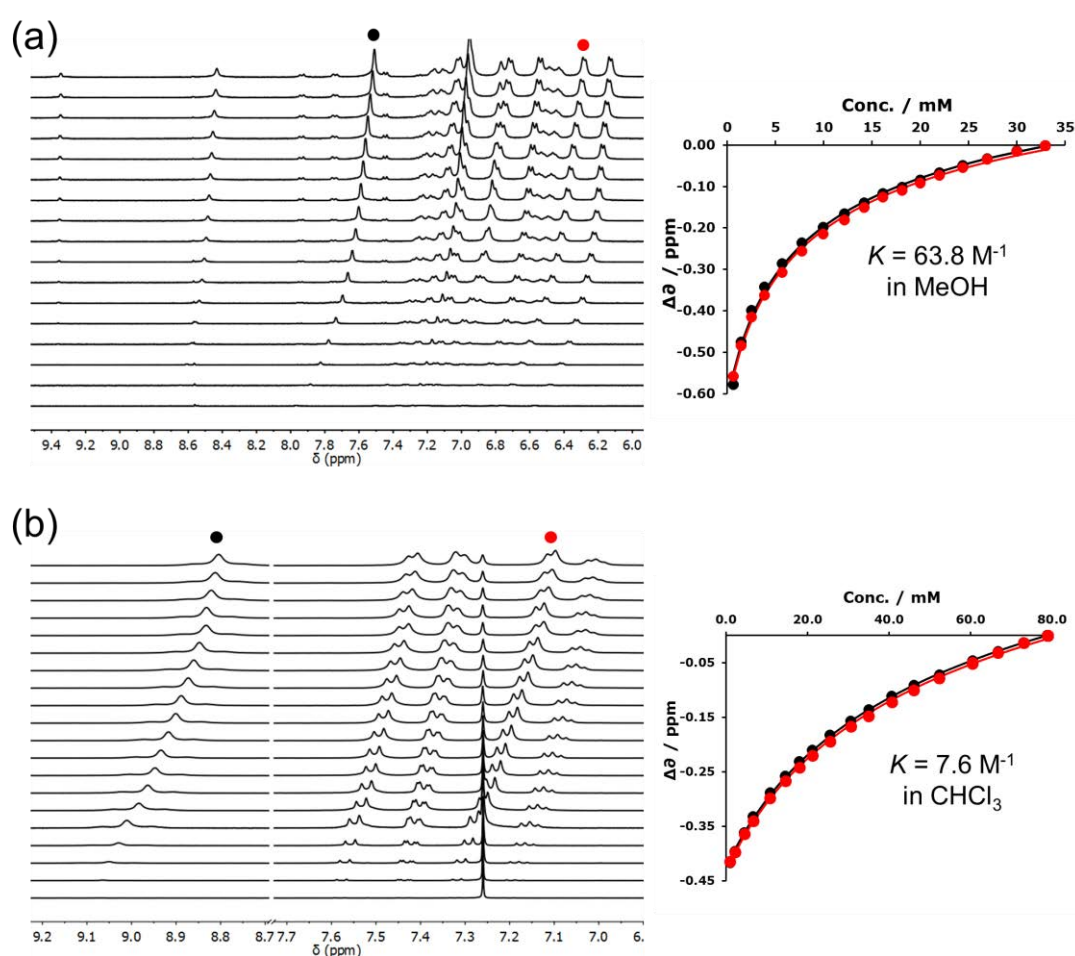 (a)
9.4 9.2 9.0 8.8 8.6 8.4 8.2 8.0 7.8 7.6 7.4 7.2 7.0 6.8 6.6 6.4 6.2 6.0
δ (ppm)
Conc. / mM
0 5 10 15 20 25 30 35
0.00
-0.10
-0.20
-0.30
-0.40
-0.50
-0.60
Δ∂ / ppm
K = 63.8 M-1
in MeOH
(b)
9.2 9.1 9.0 8.9 8.8 8.7 7.7 7.6 7.5 7.4 7.3 7.2 7.1 7.0 6.
δ (ppm)
Conc. / mM
0.0 20.0 40.0 60.0 80.0
-0.05
-0.15
-0.25
-0.35
-0.45
Δ∂ / ppm
K = 7.6 M-1
in CHCl3